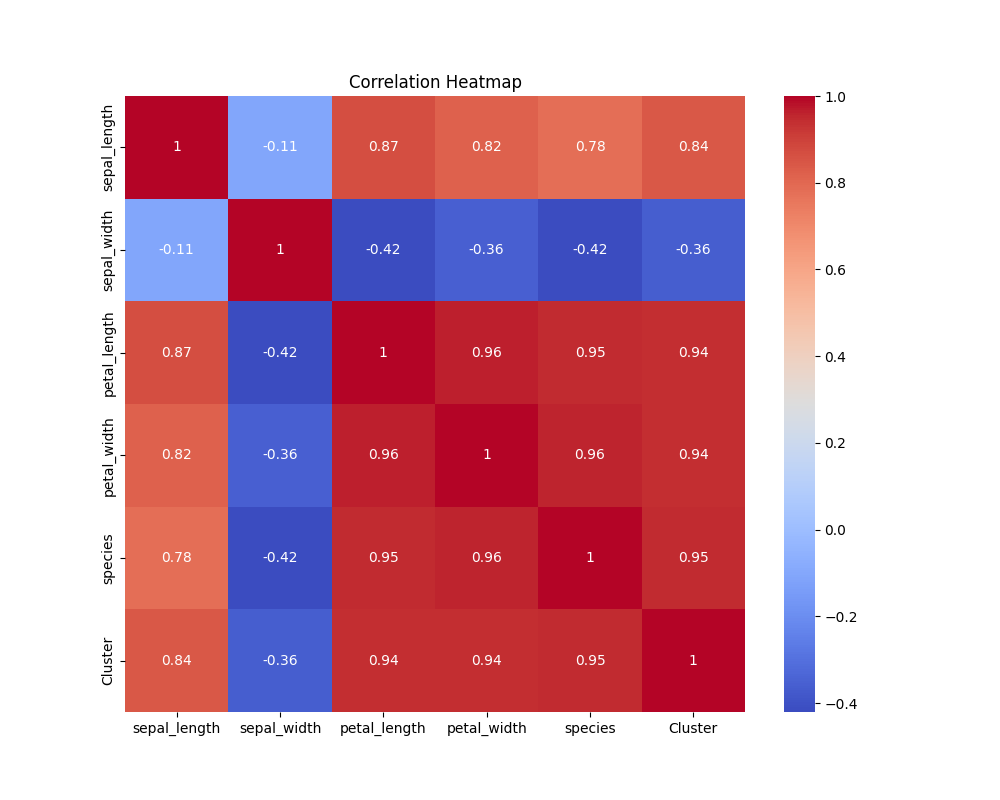 Correlation Heatmap
sepal_length 1 -0.11 0.87 0.82 0.78 0.84
sepal_width -0.11 1 -0.42 -0.36 -0.42 -0.36
petal_length 0.87 -0.42 1 0.96 0.95 0.94
petal_width 0.82 -0.36 0.96 1 0.96 0.94
species 0.78 -0.42 0.95 0.96 1 0.95
Cluster 0.84 -0.36 0.94 0.94 0.95 1
sepal_length sepal_width petal_length petal_width species Cluster
1.0
0.8
0.6
0.4
0.2
0.0
−0.2
−0.4